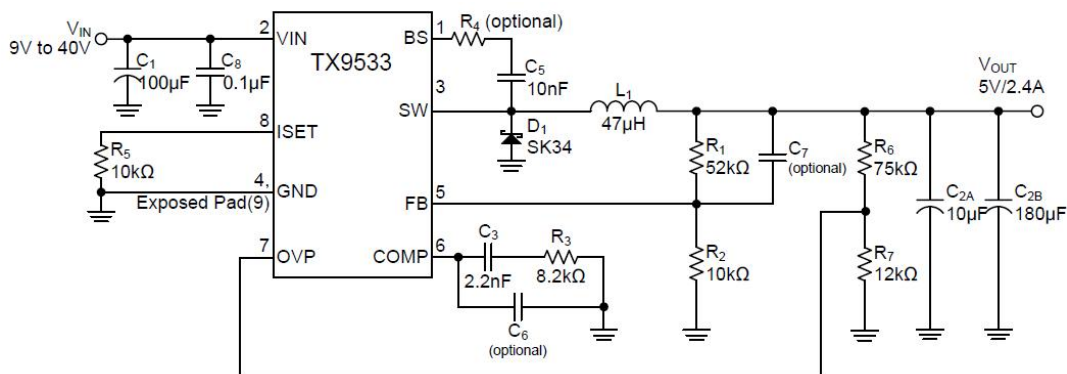 VIN
9V to 40V
C1
100µF
C8
0.1µF
2
VIN
TX9533
BS
1
R4 (optional)
C5
10nF
3
SW
L1
47µH
D1
SK34
VOUT
5V/2.4A
8
ISET
R5
10kΩ
4,
GND
Exposed Pad(9)
R1
52kΩ
C7
(optional)
R6
75kΩ
C2A
10µF
C2B
180µF
FB
5
7
OVP
COMP
6
C3
2.2nF
R3
8.2kΩ
C6
(optional)
R2
10kΩ
R7
12kΩ